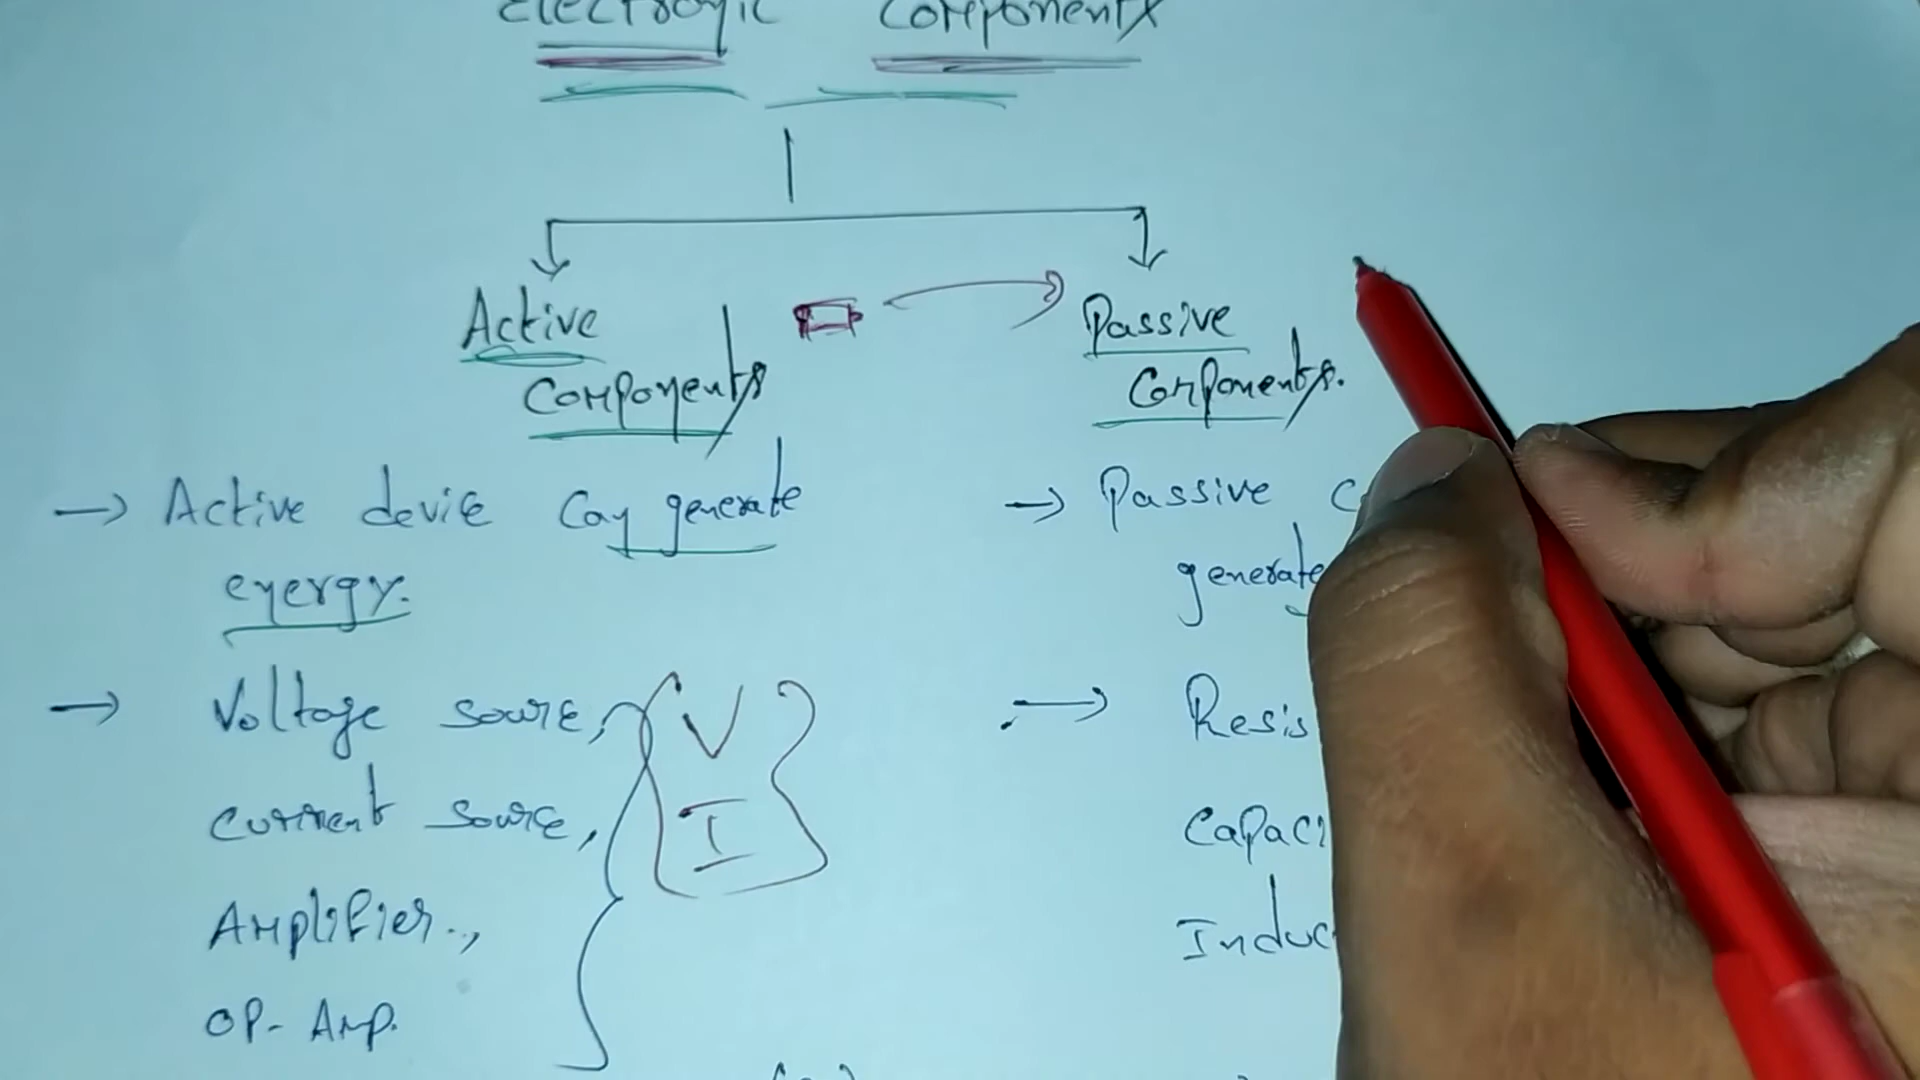 Electronic Components
Active
Components
Passive
Components.
→ Active device can generate
energy.
→ Voltage source,
current source,
Amplifier.,
OP-Amp.
V
I
→ Passive c
generate
→ Resis
Capaci
Induc